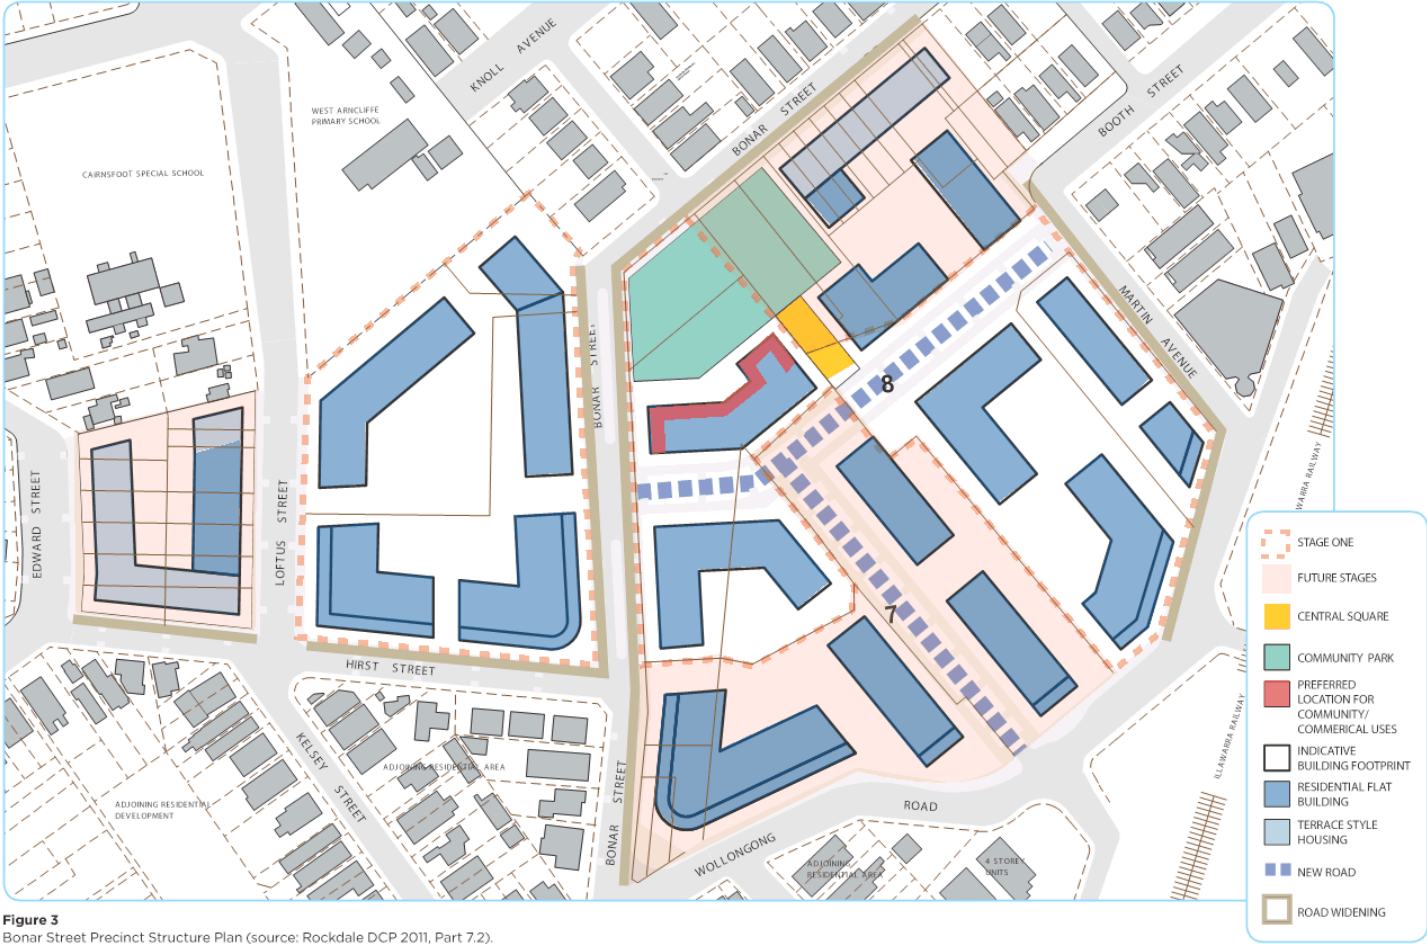 KNOLL AVENUE
WEST ARNCLIFFE
PRIMARY SCHOOL
BONAR STREET
BOOTH STREET
CAIRNSFOOT SPECIAL SCHOOL
MARTIN AVENUE
BONAR STREET
8
EDWARD STREET
LOFTUS STREET
WARRA RAILWAY
7
HIRST STREET
KELSEY STREET
ADJOINING RESIDENTIAL AREA
ADJOINING RESIDENTIAL
DEVELOPMENT
BONAR STREET
WOLLONGONG ROAD
ADJOINING
RESIDENTIAL AREA
4 STOREY
UNITS
ILLAWARRA RAILWAY
STAGE ONE
FUTURE STAGES
CENTRAL SQUARE
COMMUNITY PARK
PREFERRED
LOCATION FOR
COMMUNITY/
COMMERICAL USES
INDICATIVE
BUILDING FOOTPRINT
RESIDENTIAL FLAT
BUILDING
TERRACE STYLE
HOUSING
NEW ROAD
ROAD WIDENING
Figure 3
Bonar Street Precinct Structure Plan (source: Rockdale DCP 2011, Part 7.2).